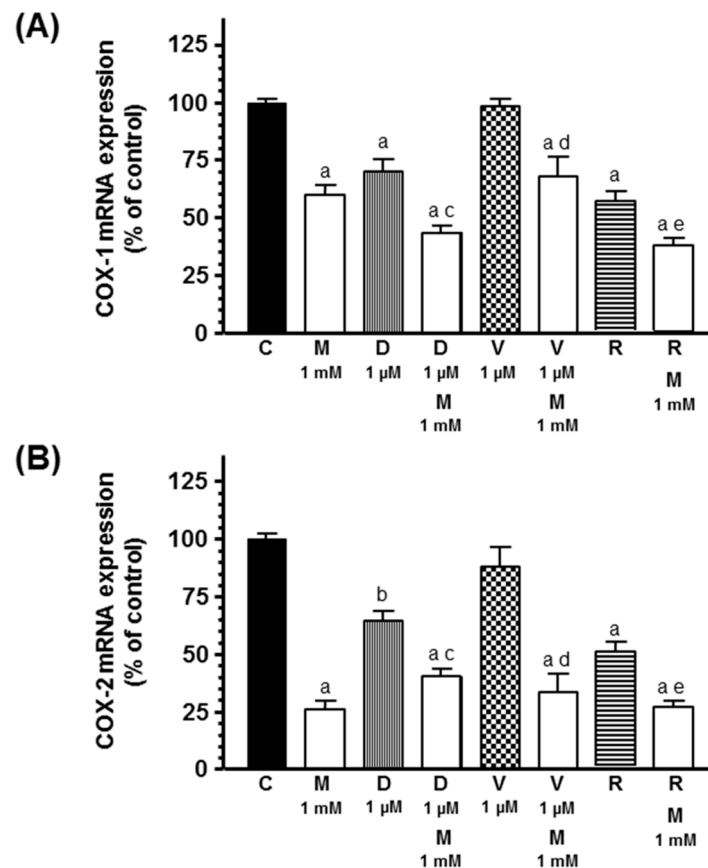 (A)
COX-1 mRNA expression
(% of control)
125
100
75
50
25
0
a
a
a c
a d
a
a e
C M D D V V R R
1 mM 1 µM 1 µM 1 µM 1 µM M
M M 1 mM
1 mM 1 mM
(B)
COX-2 mRNA expression
(% of control)
125
100
75
50
25
0
a
b
a c
a d
a
a e
C M D D V V R R
1 mM 1 µM 1 µM 1 µM 1 µM M
M M 1 mM
1 mM 1 mM